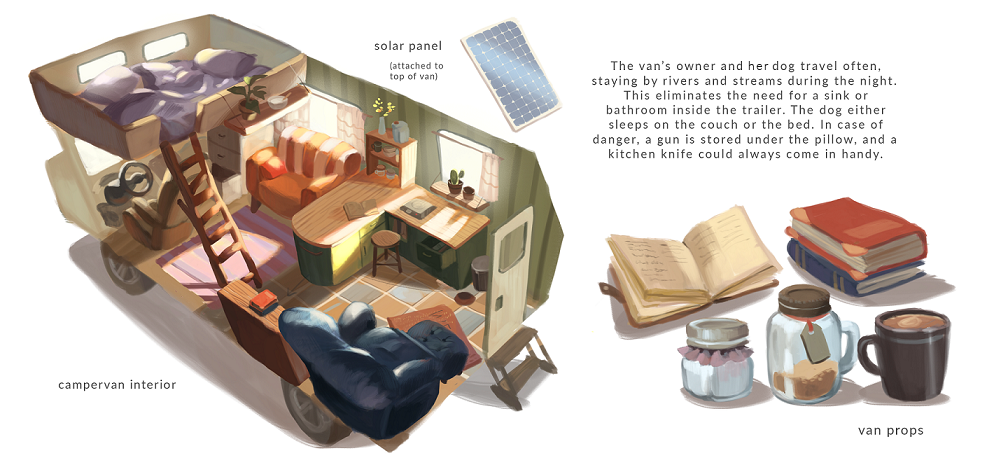 solar panel
(attached to
top of van)
The van's owner and her dog travel often,
staying by rivers and streams during the night.
This eliminates the need for a sink or
bathroom inside the trailer. The dog either
sleeps on the couch or the bed. In case of
danger, a gun is stored under the pillow, and a
kitchen knife could always come in handy.
campervan interior
van props